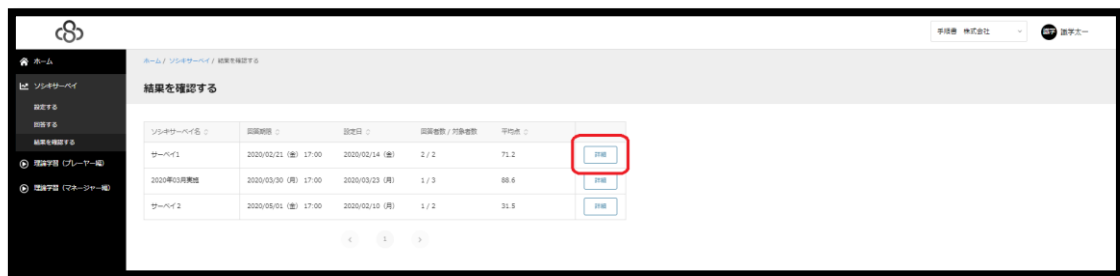 手順書 株式会社
識学 識学太一
ホーム
ソシキサーベイ
設定する
回答する
結果を確認する
理論学習（プレーヤー編）
理論学習（マネージャー編）
ホーム / ソシキサーベイ / 結果を確認する
結果を確認する
ソシキサーベイ名 回答期限 設定日 回答者数 / 対象者数 平均点
サーベイ1 2020/02/21（金）17:00 2020/02/14（金） 2 / 2 71.2 詳細
2020年03月実施 2020/03/30（月）17:00 2020/03/23（月） 1 / 3 88.6 詳細
サーベイ2 2020/05/01（金）17:00 2020/02/10（月） 1 / 2 31.5 詳細
< 1 >